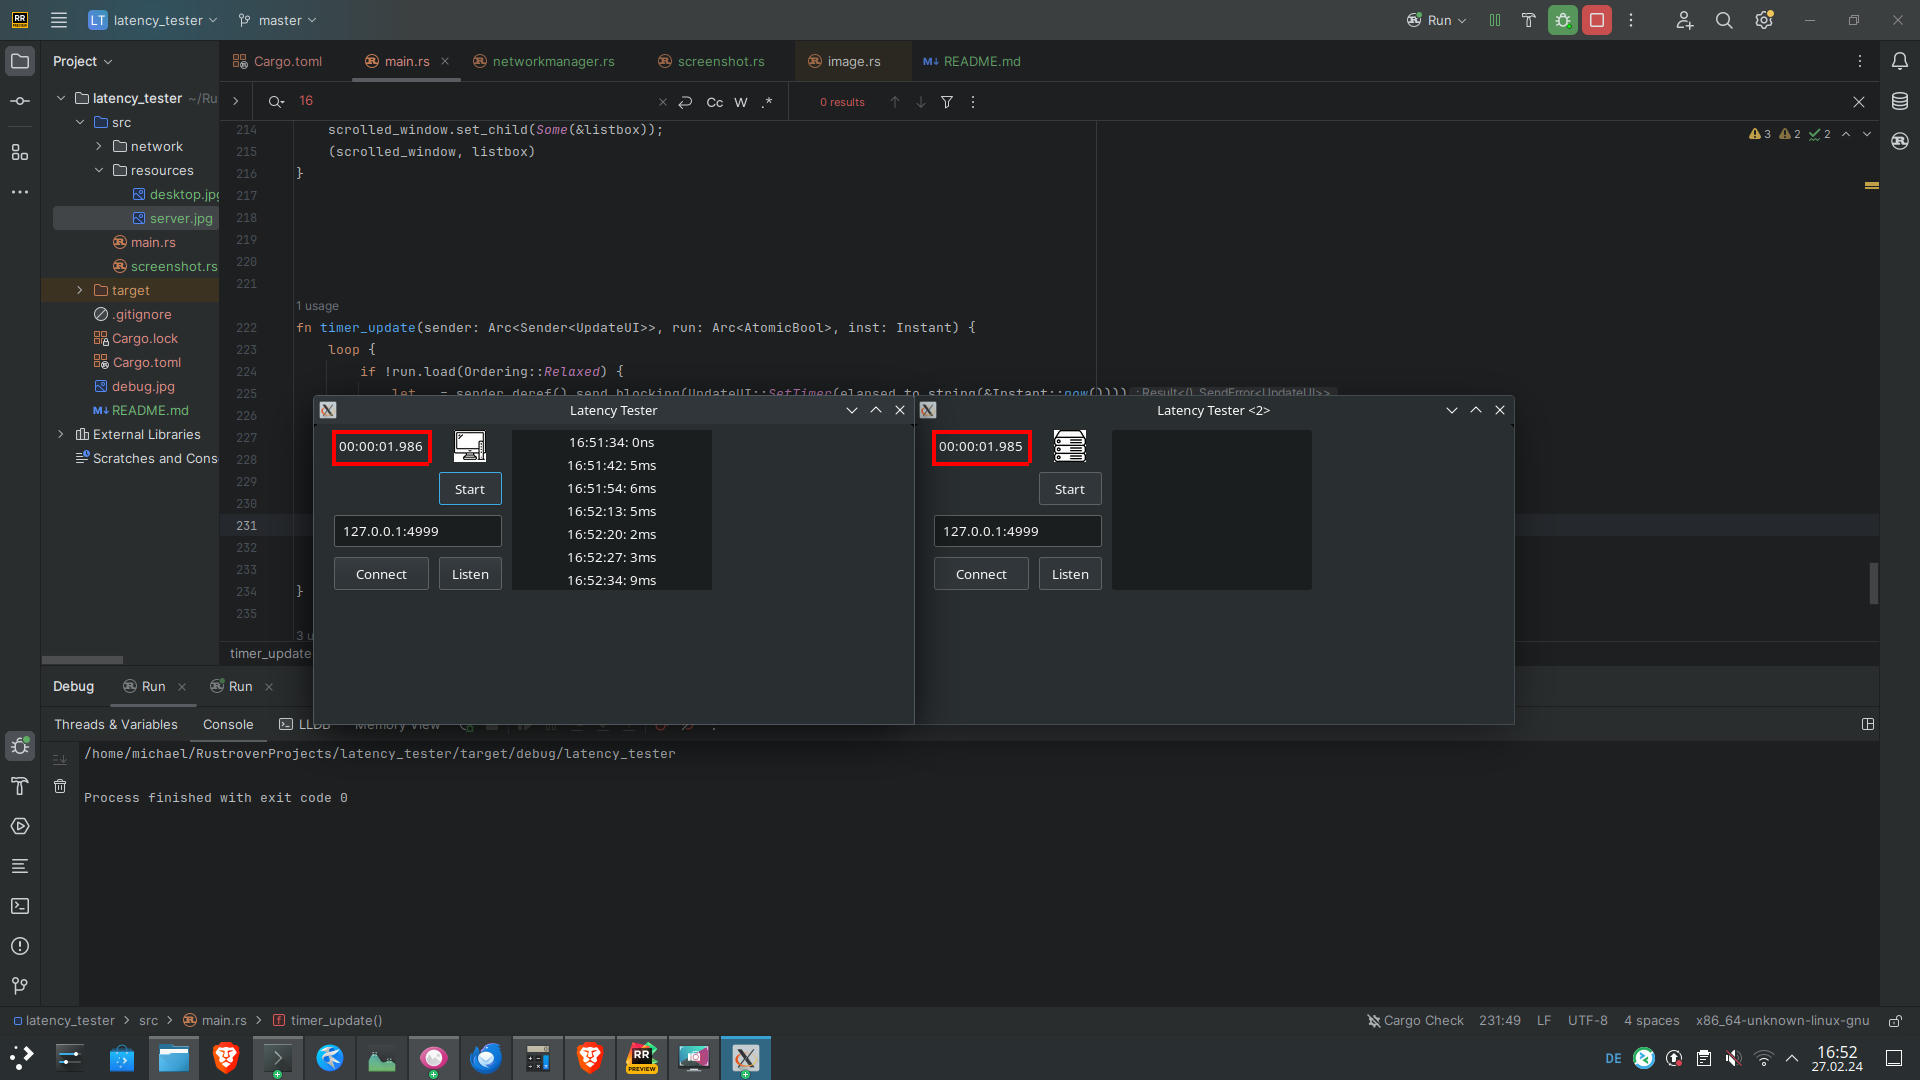 RR
LT latency_tester
master
Run
Project
Cargo.toml
main.rs
networkmanager.rs
screenshot.rs
image.rs
M↓ README.md
16
Cc W .*
0 results
latency_tester ~/Ru
src
network
resources
desktop.jpg
server.jpg
main.rs
screenshot.rs
target
.gitignore
Cargo.lock
Cargo.toml
debug.jpg
M↓ README.md
External Libraries
Scratches and Cons
214 scrolled_window.set_child(Some(&listbox));
215 (scrolled_window, listbox)
216 }
217
218
219
220
221
1 usage
222 fn timer_update(sender: Arc<Sender<UpdateUI>>, run: Arc<AtomicBool>, inst: Instant) {
223 loop {
224 if !run.load(Ordering::Relaxed) {
225 let _ = sender.deref().send_blocking(UpdateUI::SetTimer(elapsed_to_string(&Instant::now()))) : Result<(), SendError<UpdateUI>>
226
227
228
229
230
231
232
233
234 }
235
3 u
3 2 2
timer_update
Latency Tester
00:00:01.986
Start
127.0.0.1:4999
Connect
Listen
16:51:34: 0ns
16:51:42: 5ms
16:51:54: 6ms
16:52:13: 5ms
16:52:20: 2ms
16:52:27: 3ms
16:52:34: 9ms
Latency Tester <2>
00:00:01.985
Start
127.0.0.1:4999
Connect
Listen
Debug
Run
Run
Threads & Variables
Console
LLDB
Memory View
/home/michael/RustroverProjects/latency_tester/target/debug/latency_tester
Process finished with exit code 0
latency_tester > src > main.rs > timer_update()
Cargo Check
231:49
LF
UTF-8
4 spaces
x86_64-unknown-linux-gnu
RR
PREVIEW
DE
16:52
27.02.24